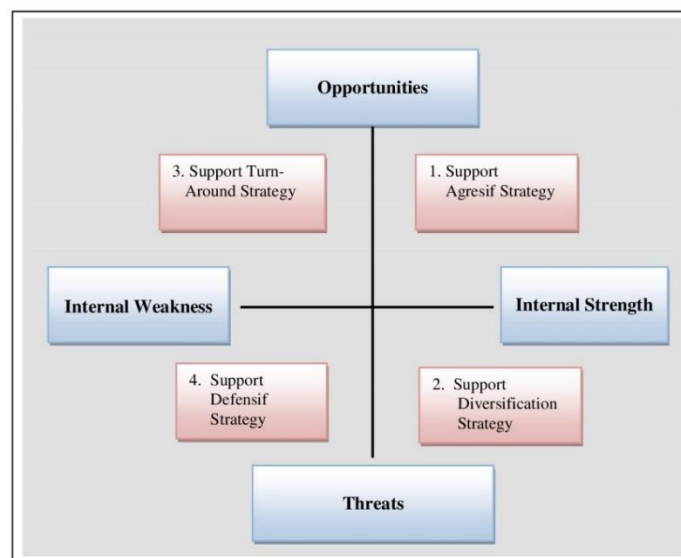 Opportunities
3. Support Turn-
Around Strategy
1. Support
Agresif Strategy
Internal Weakness
Internal Strength
4. Support
Defensif
Strategy
2. Support
Diversification
Strategy
Threats